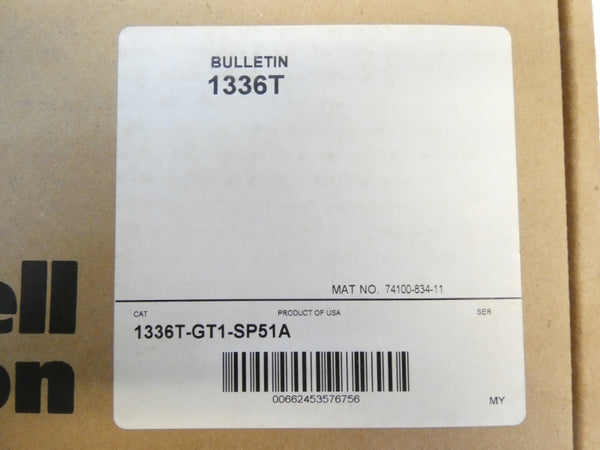 BULLETIN
1336T
MAT NO. 74100-834-11
CAT PRODUCT OF USA SER
1336T-GT1-SP51A
00662453576756
MY
ell
on